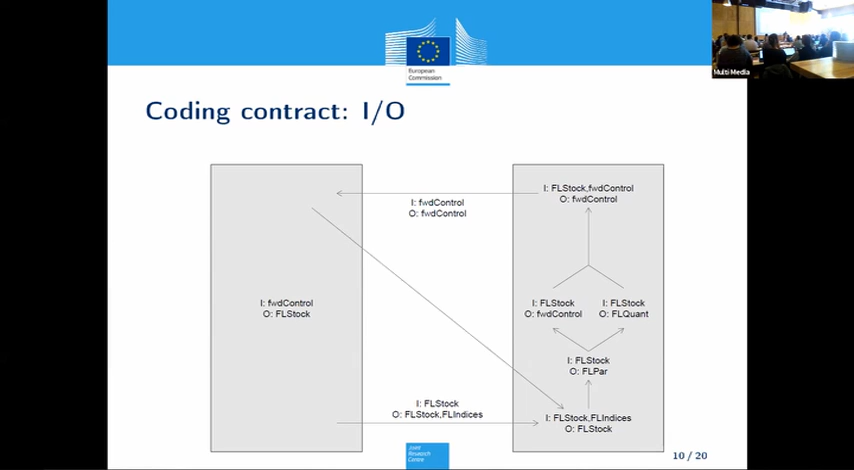 European
Commission
Multi Media
Coding contract: I/O
I: FLStock,fwdControl
O: fwdControl
I: fwdControl
O: fwdControl
I: fwdControl
O: FLStock
I: FLStock
O: fwdControl
I: FLStock
O: FLQuant
I: FLStock
O: FLPar
I: FLStock
O: FLStock,FLIndices
I: FLStock,FLIndices
O: FLStock
Joint
Research
Centre
10 / 20